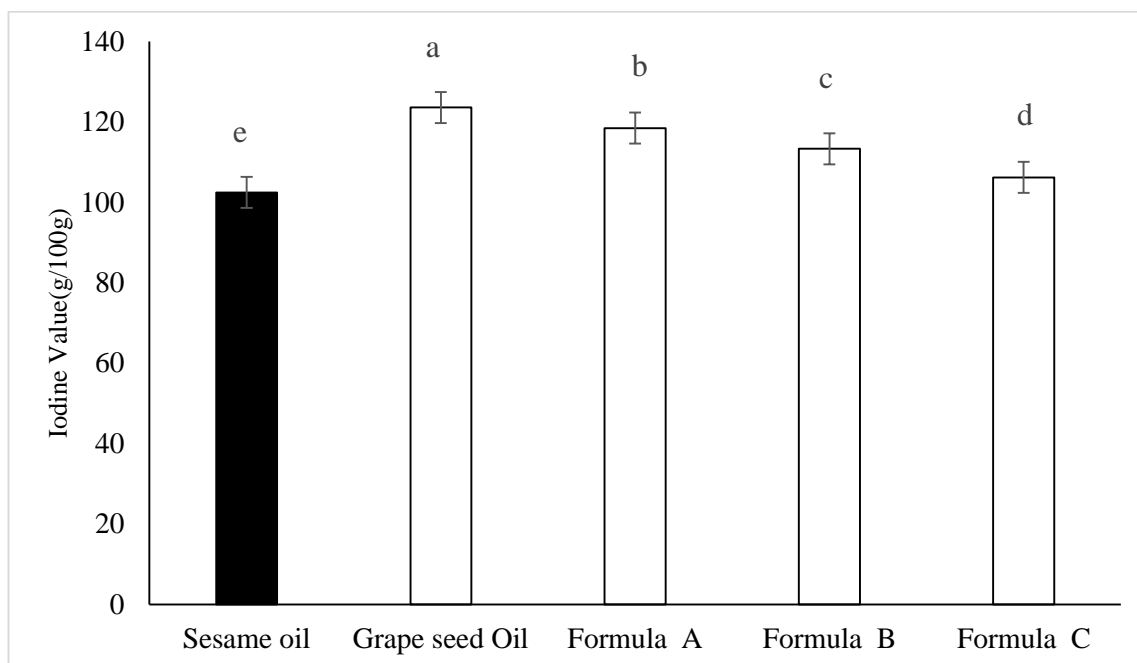 140
120
100
80
60
40
20
0
Iodine Value(g/100g)
e
a
b
c
d
Sesame oil
Grape seed Oil
Formula A
Formula B
Formula C